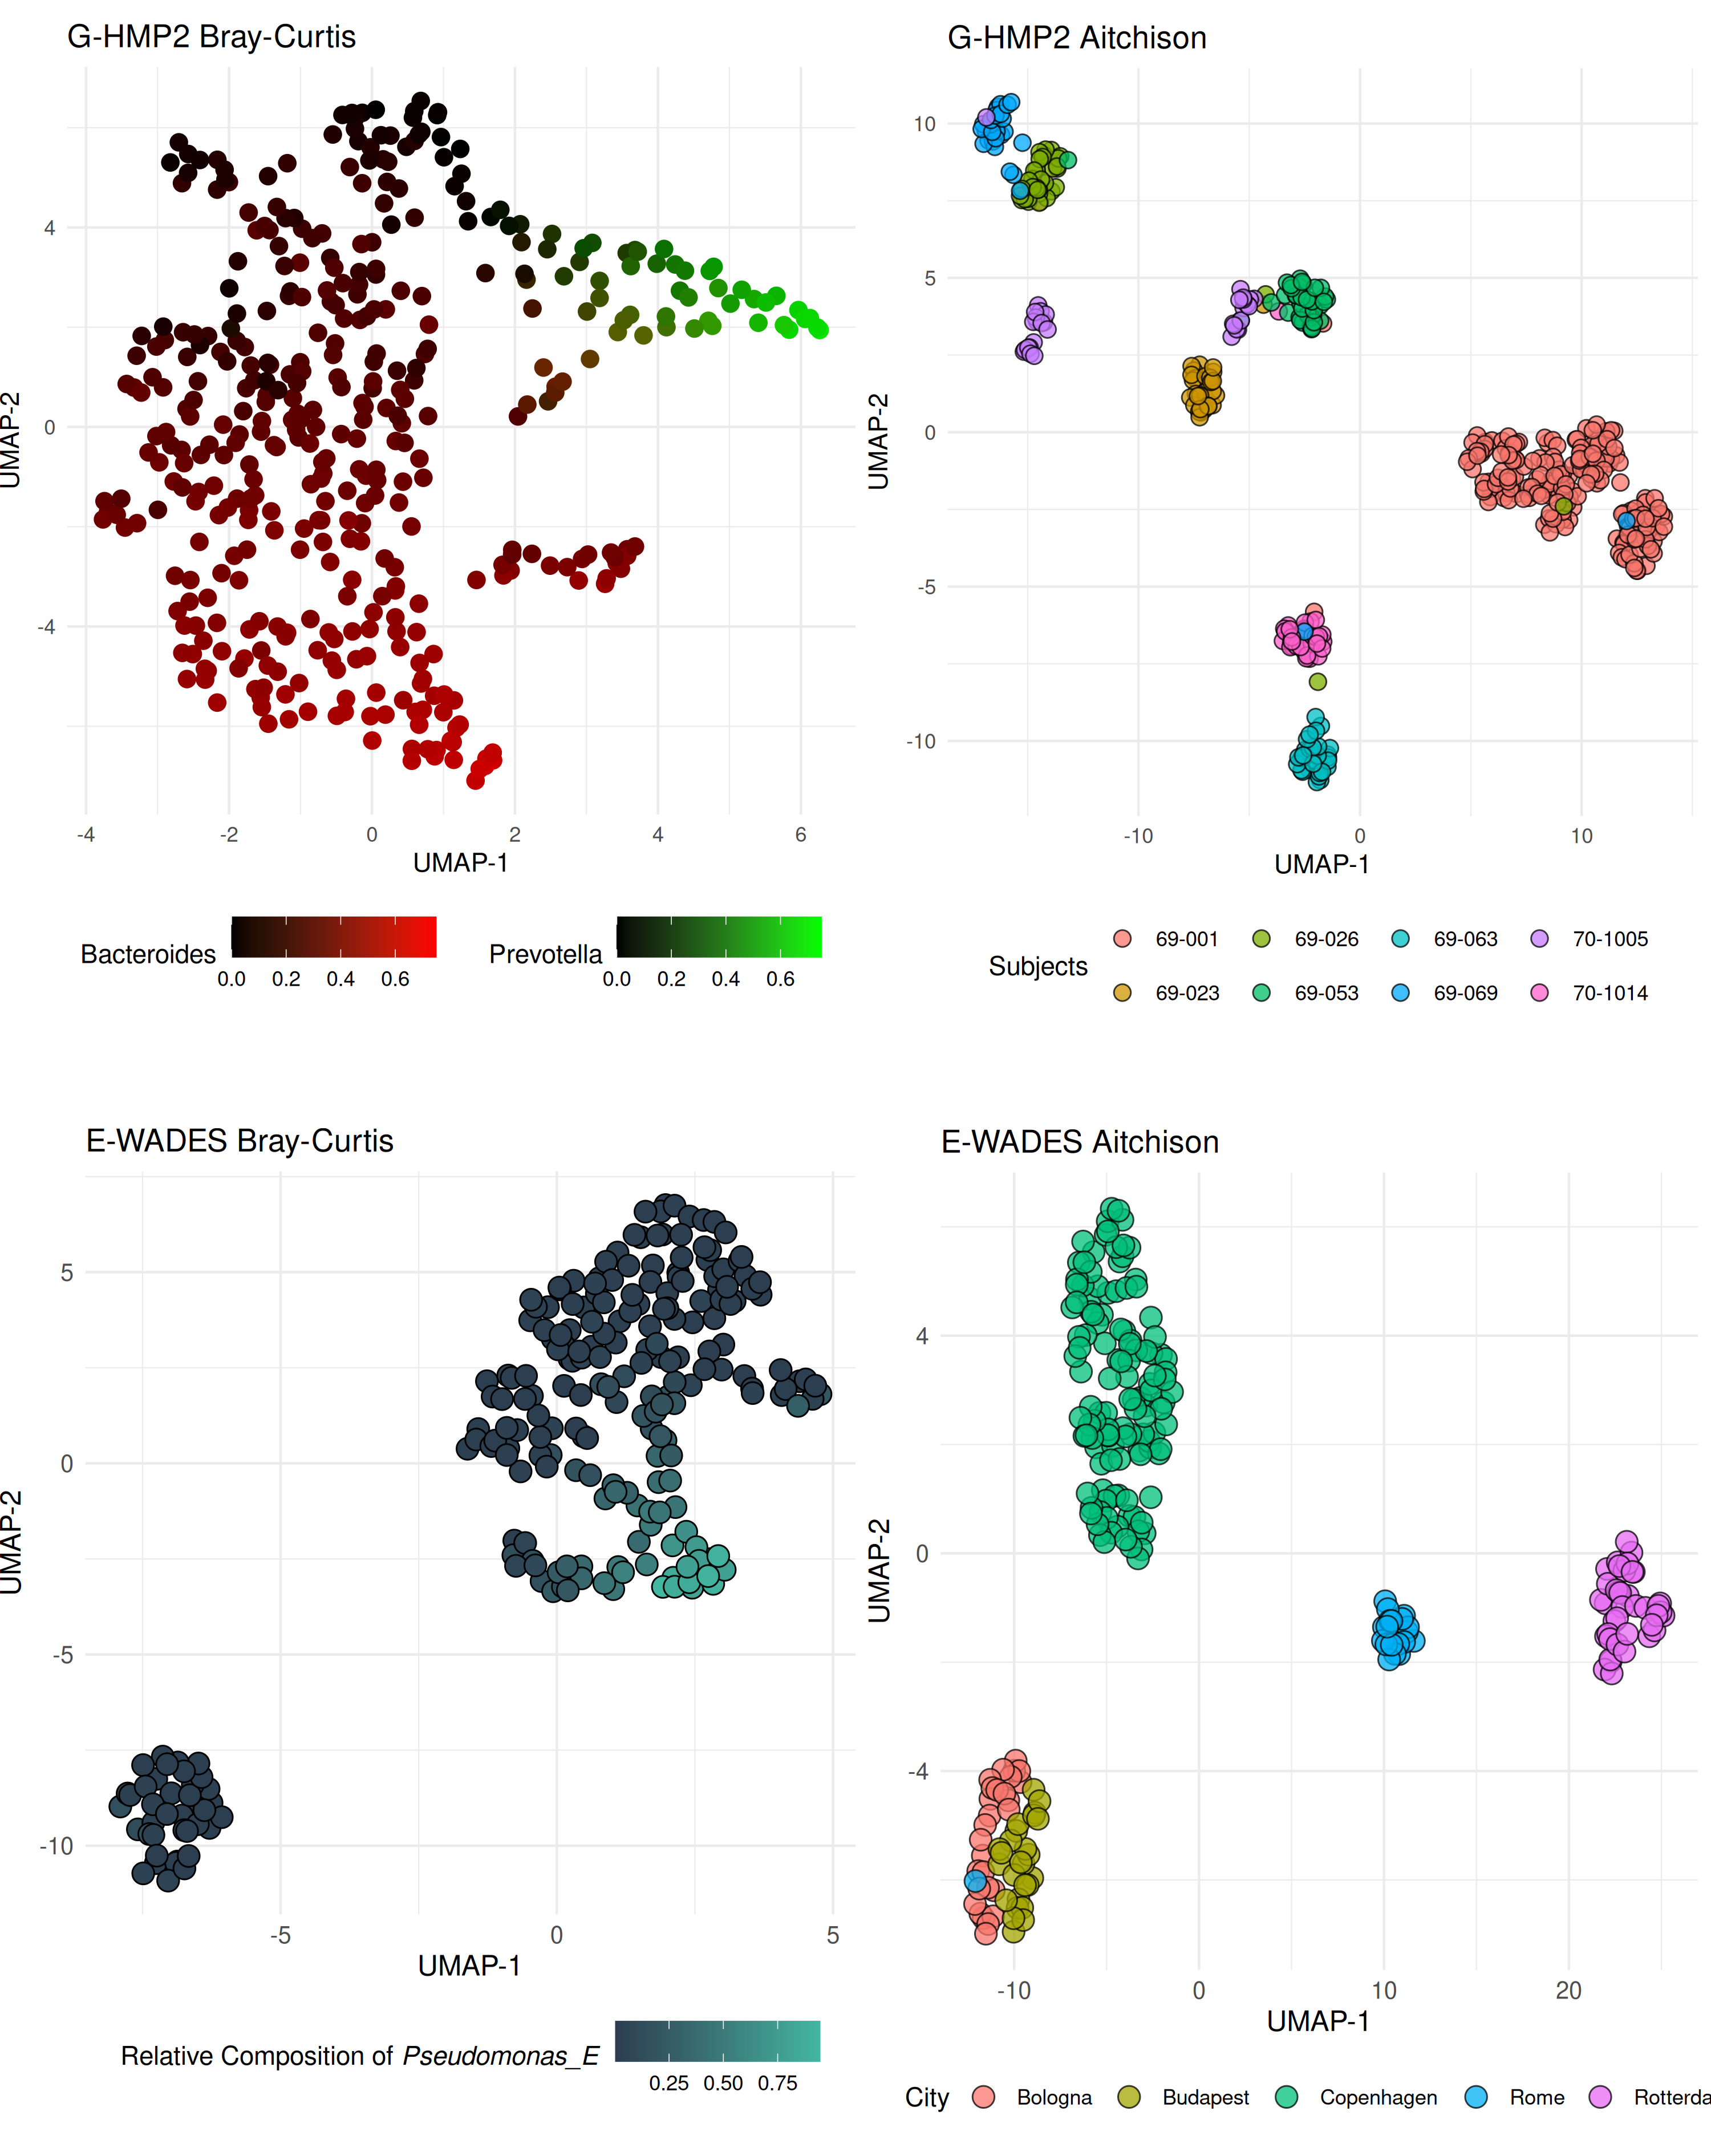 G-HMP2 Bray-Curtis
4
0
-4
UMAP-2
-4 -2 0 2 4 6
UMAP-1
Bacteroides
0.0 0.2 0.4 0.6
Prevotella
0.0 0.2 0.4 0.6
G-HMP2 Aitchison
10
5
0
-5
-10
UMAP-2
-10 0 10
UMAP-1
Subjects
69-001 69-026 69-063 70-1005
69-023 69-053 69-069 70-1014
E-WADES Bray-Curtis
5
0
-5
-10
UMAP-2
-5 0 5
UMAP-1
Relative Composition of Pseudomonas_E
0.25 0.50 0.75
E-WADES Aitchison
4
0
-4
UMAP-2
-10 0 10 20
UMAP-1
City Bologna Budapest Copenhagen Rome Rotterda